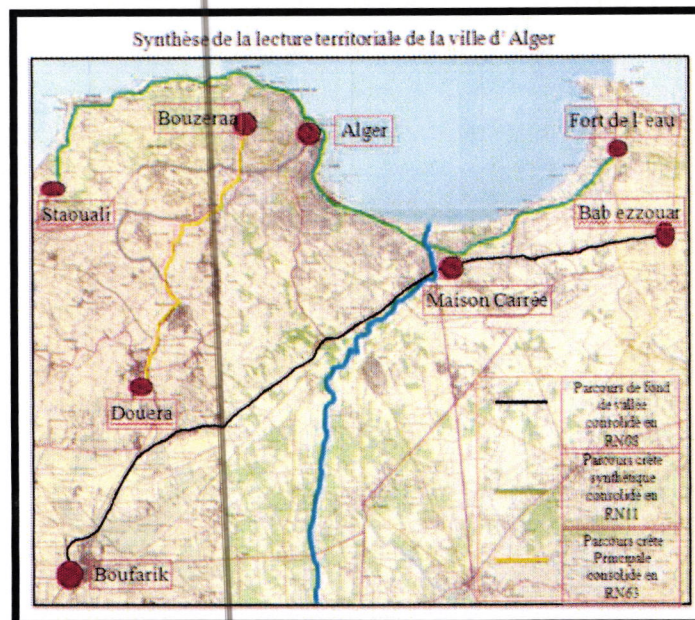 Synthèse de la lecture territoriale de la ville d'Alger
Bouzeraa
Alger
Fort de l'eau
Staouali
Bab ezzouar
Maison Carrée
Douera
Boufarik
Parcours de fond
de vallée
consolidé en
RN08
Parcours crète
synthétique
consolidé en
RN11
Parcours crète
Principale
consolidé en
RN63